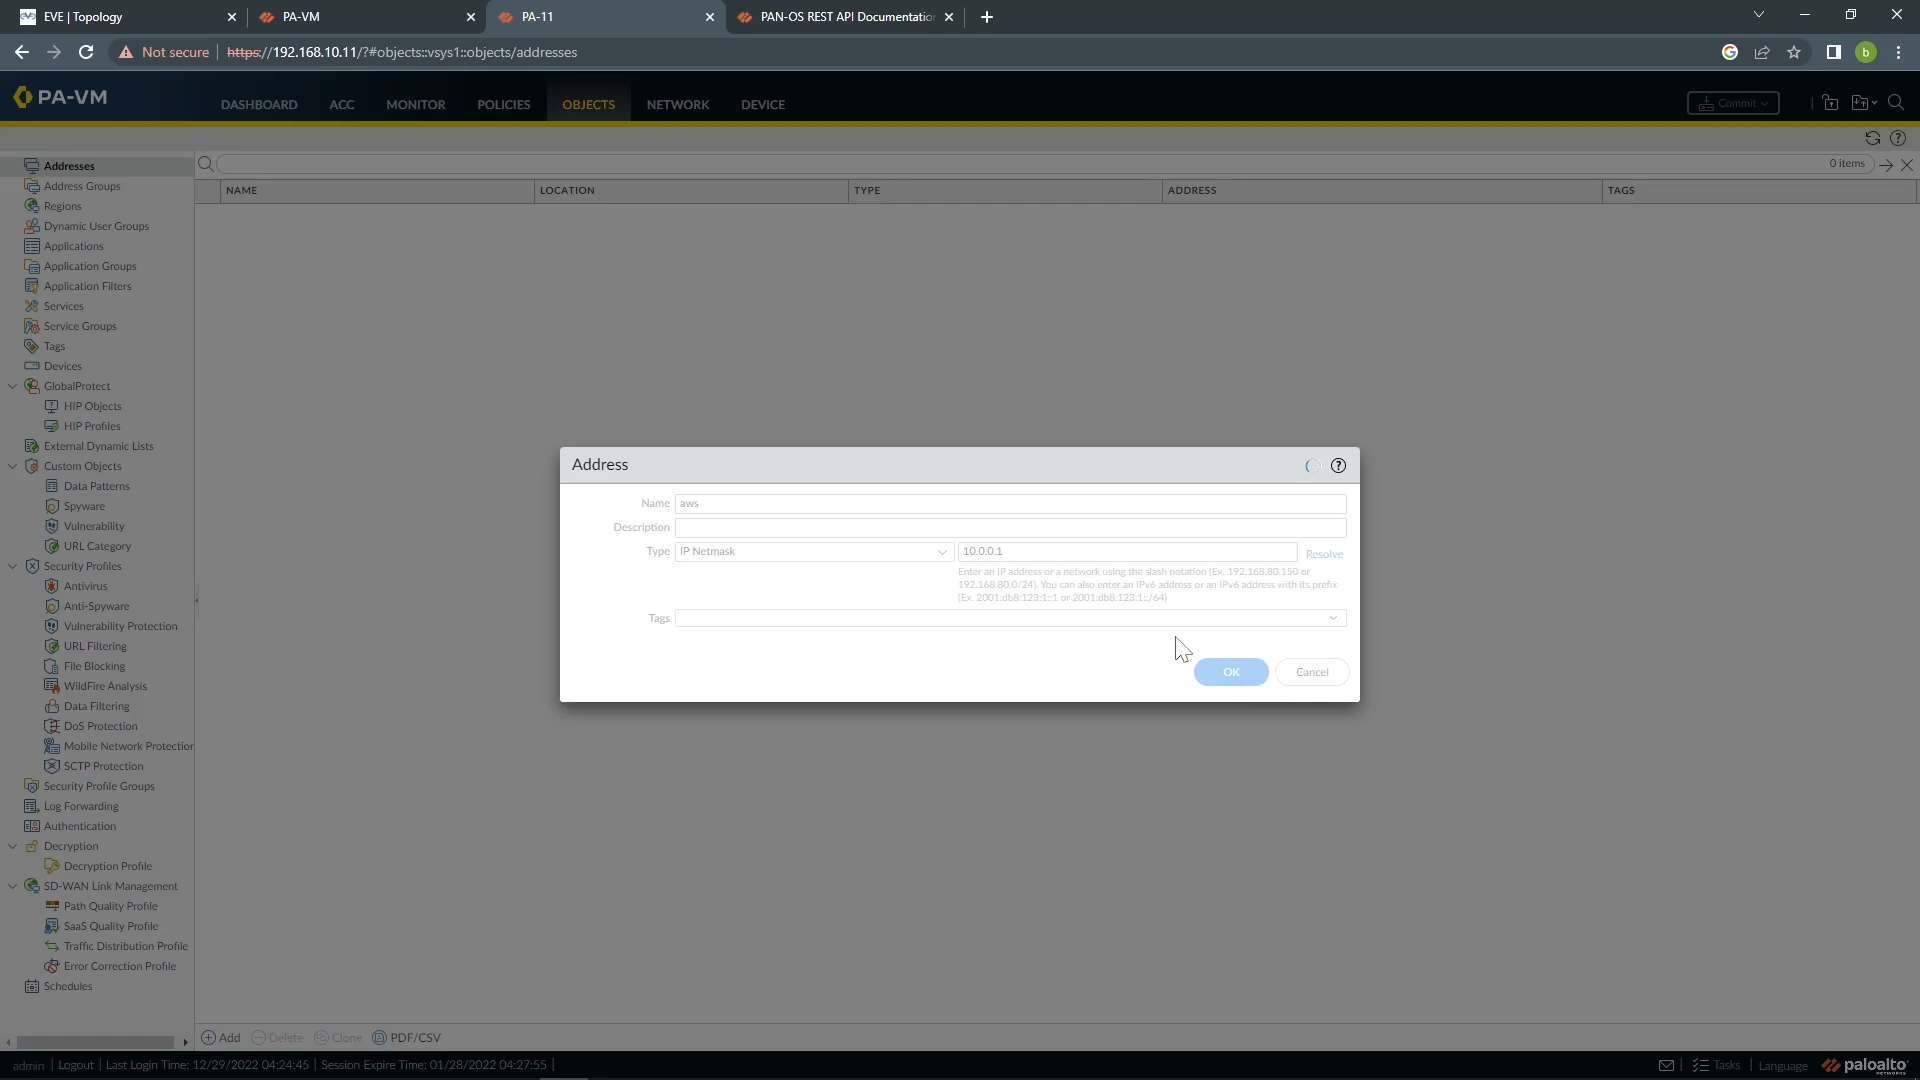 EVE | Topology
PA-VM
PA-11
PAN-OS REST API Documentation
Not secure
https://192.168.10.11/?#objects::vsys1::objects/addresses
b
PA-VM
DASHBOARD
ACC
MONITOR
POLICIES
OBJECTS
NETWORK
DEVICE
Commit
0 items
Addresses
Address Groups
Regions
Dynamic User Groups
Applications
Application Groups
Application Filters
Services
Service Groups
Tags
Devices
GlobalProtect
HIP Objects
HIP Profiles
External Dynamic Lists
Custom Objects
Data Patterns
Spyware
Vulnerability
URL Category
Security Profiles
Antivirus
Anti-Spyware
Vulnerability Protection
URL Filtering
File Blocking
WildFire Analysis
Data Filtering
DoS Protection
Mobile Network Protection
SCTP Protection
Security Profile Groups
Log Forwarding
Authentication
Decryption
Decryption Profile
SD-WAN Link Management
Path Quality Profile
SaaS Quality Profile
Traffic Distribution Profile
Error Correction Profile
Schedules
NAME
LOCATION
TYPE
ADDRESS
TAGS
Address
Name
aws
Description
Type
IP Netmask
10.0.0.1
Resolve
Enter an IP address or a network using the slash notation (Ex. 192.168.80.150 or
192.168.80.0/24). You can also enter an IPv6 address or an IPv6 address with its prefix
(Ex. 2001:db8:123:1::1 or 2001:db8:123:1::/64)
Tags
OK
Cancel
Add
Delete
Clone
PDF/CSV
admin | Logout | Last Login Time: 12/29/2022 04:24:45 | Session Expire Time: 01/28/2022 04:27:55 |
Tasks
Language
paloalto
NETWORKS